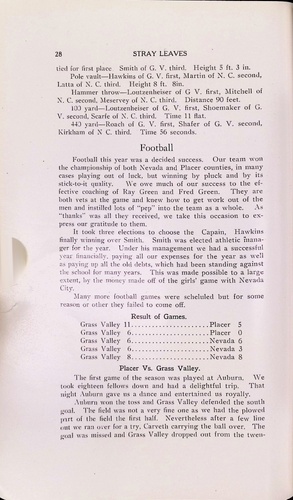 28 STRAY LEAVES
tied for first place. Smith of G. V. third. Height 5 ft. 3 in.
Pole vault—Hawkins of G. V. first, Martin of N. C. second,
Latta of N. C. third. Height 8 ft. 8in.
Hammer throw—Loutzenheiser of G V. first, Mitchell of
N. C. second, Meservey of N. C. third. Distance 90 feet.
100 yard—Loutzenheiser of G V. first, Shoemaker of G.
V. second, Scarfe of N. C. third. Time 11 flat.
440 yard—Roach of G V. first, Shafer of G V. second,
Kirkham of N C. third. Time 56 seconds.
Football
Football this year was a decided success. Our team won
the championship of both Nevada and Placer counties, in many
cases playing out of luck, but winning by pluck and by its
stick-to-it quality. We owe much of our success to the ef-
fective coaching of Ray Green and Fred Green. They are
both vets at the game and knew how to get work out of the
men and instilled lots of "pep" into the team as a whole. As
"thanks" was all they received, we take this occasion to ex-
press our gratitude to them.
It took three elections to choose the Capain, Hawkins
finally winning over Smith. Smith was elected athletic mana-
ger for the year. Under his management we had a successful
year financially, paying all our expenses for the year as well
as paying up all the old debts, which had been standing against
the school for many years. This was made possible to a large
extent, by the money made off of the girls' game with Nevada
City.
Many more football games were scheluled but for some
reason or other they failed to come off.
Result of Games.
Grass Valley 11......................Placer 5
Grass Valley 6......................Placer 0
Grass Valley 6......................Nevada 6
Grass Valley 6......................Nevada 3
Grass Valley 8......................Nevada 8
Placer Vs. Grass Valley.
The first game of the season was played at Auburn. We
took eighteen fellows down and had a delightful trip. That
night Auburn gave us a dance and entertained us royally.
Auburn won the toss and Grass Valley defended the south
goal. The field was not a very fine one as we had the plowed
part of the field the first half. Nevertheless after a few line
out we ran over for a try, Carveth carrying the ball over. The
goal was missed and Grass Valley dropped out from the twen-